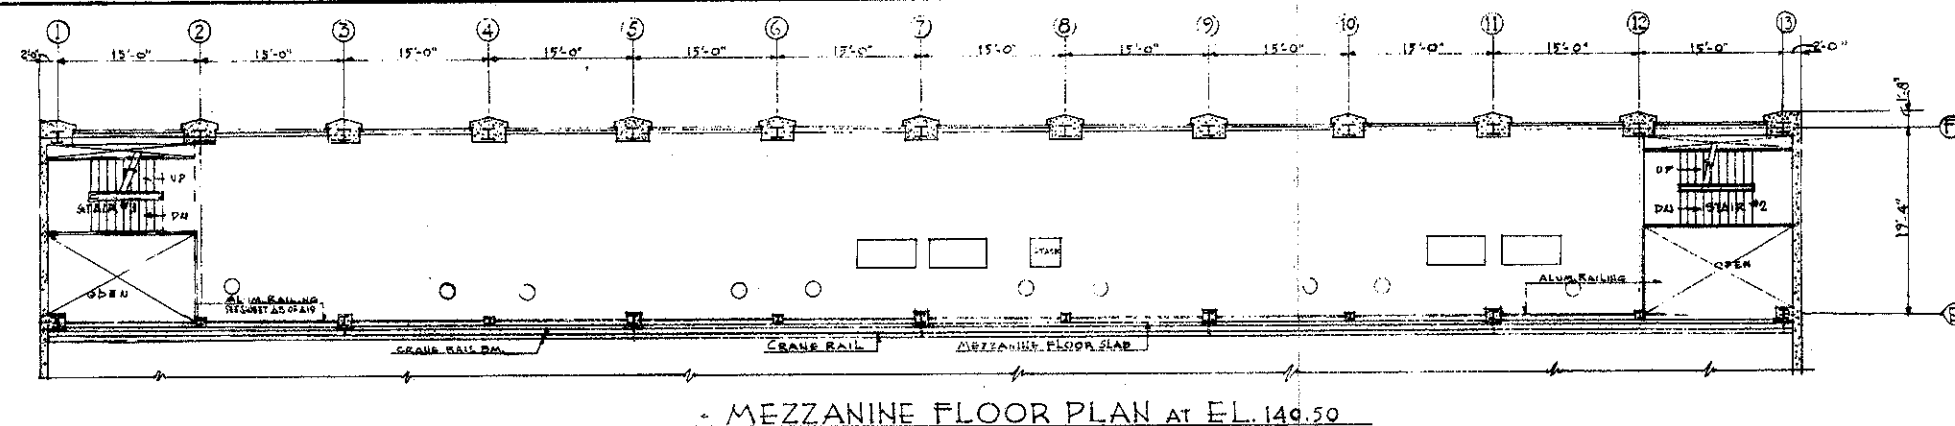 1 2 3 4 5 6 7 8 9 10 11 12 13
2'-0" 15'-0" 15'-0" 15'-0" 15'-0" 15'-0" 15'-0" 15'-0" 15'-0" 15'-0" 15'-0" 15'-0" 15'-0" 2'-0"
1'-8"
F
UP
UP
STAIR #1
DN
DN
STAIR #2
19'-4"
STACK
OPEN
OPEN
ALUM. RAILING
ALUM. RAILING
E
CRANE RAIL BM.
CRANE RAIL
MEZZANINE FLOOR SLAB
MEZZANINE FLOOR PLAN AT EL. 140.50